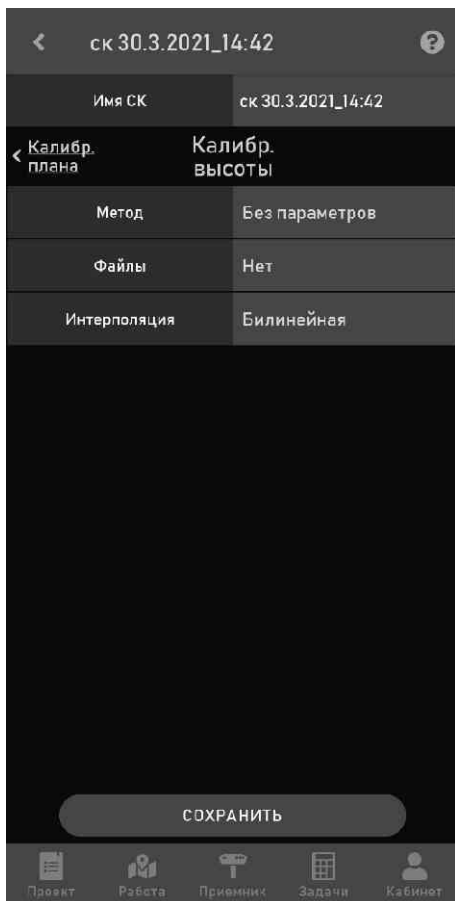 ск 30.3.2021_14:42
Имя СК ск 30.3.2021_14:42
Калибр. плана
Калибр. высоты
Метод Без параметров
Файлы Нет
Интерполяция Билинейная
СОХРАНИТЬ
Проект Работа Приемник Задачи Кабинет